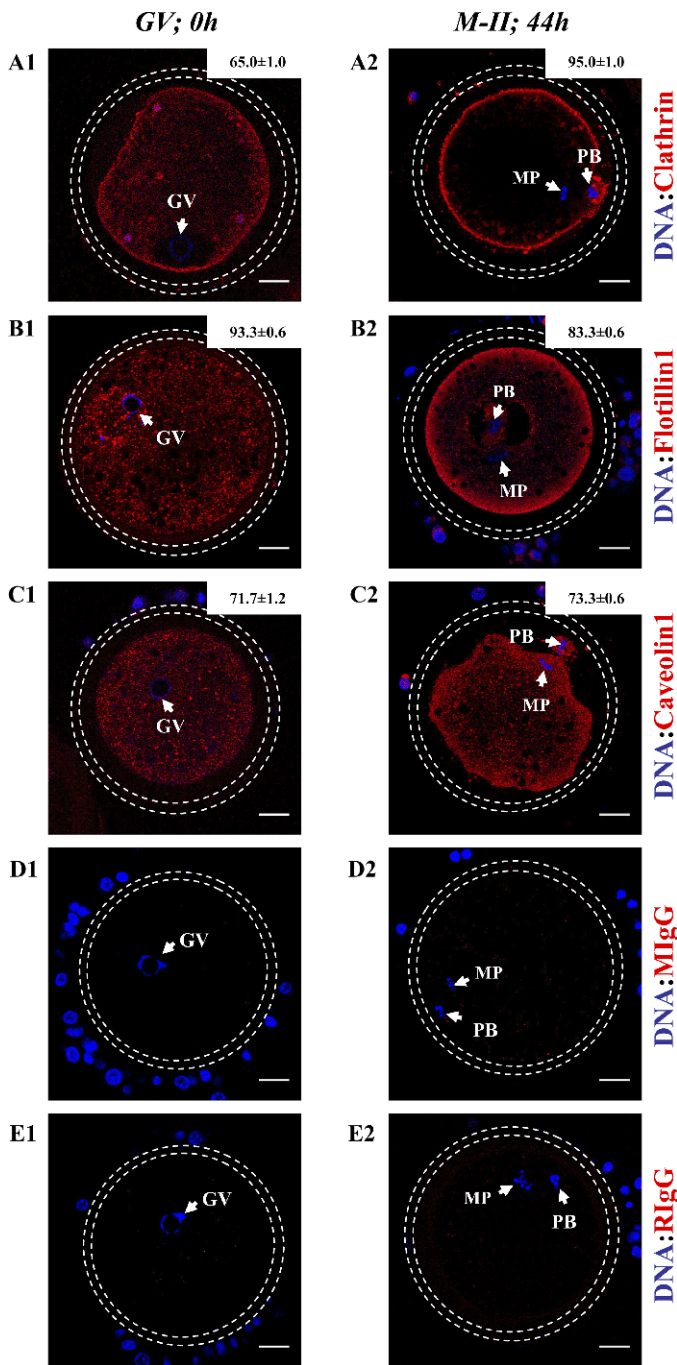 GV; 0h
M-II; 44h
A1
65.0±1.0
GV
A2
95.0±1.0
MP
PB
DNA:Clathrin
B1
93.3±0.6
GV
B2
83.3±0.6
PB
MP
DNA:Flotillin1
C1
71.7±1.2
GV
C2
73.3±0.6
PB
MP
DNA:Caveolin1
D1
GV
D2
MP
PB
DNA:MIgG
E1
GV
E2
MP
PB
DNA:RIgG